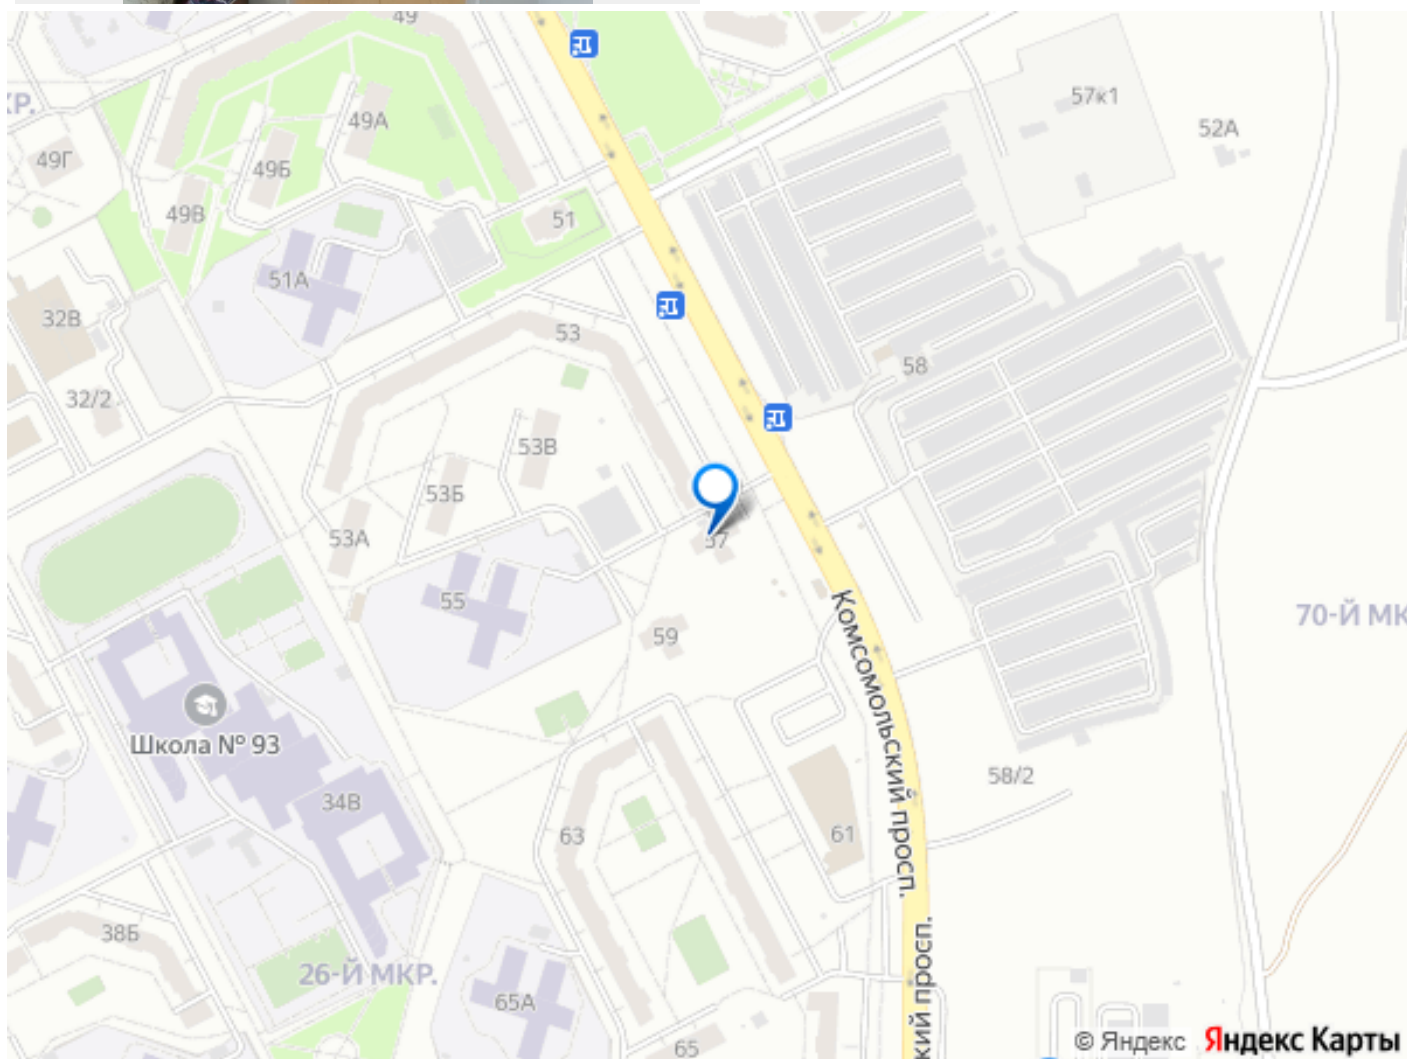 49
КР.
49А
57к1
52А
49Г
49Б
49В
51
51А
32В
53
58
32/2
53В
53Б
53А
57
55
59
70-Й МК
Комсомольский просп.
Школа № 93
58/2
34В
63
61
38Б
26-Й МКР.
65А
кий просп.
65
© Яндекс Яндекс Карты